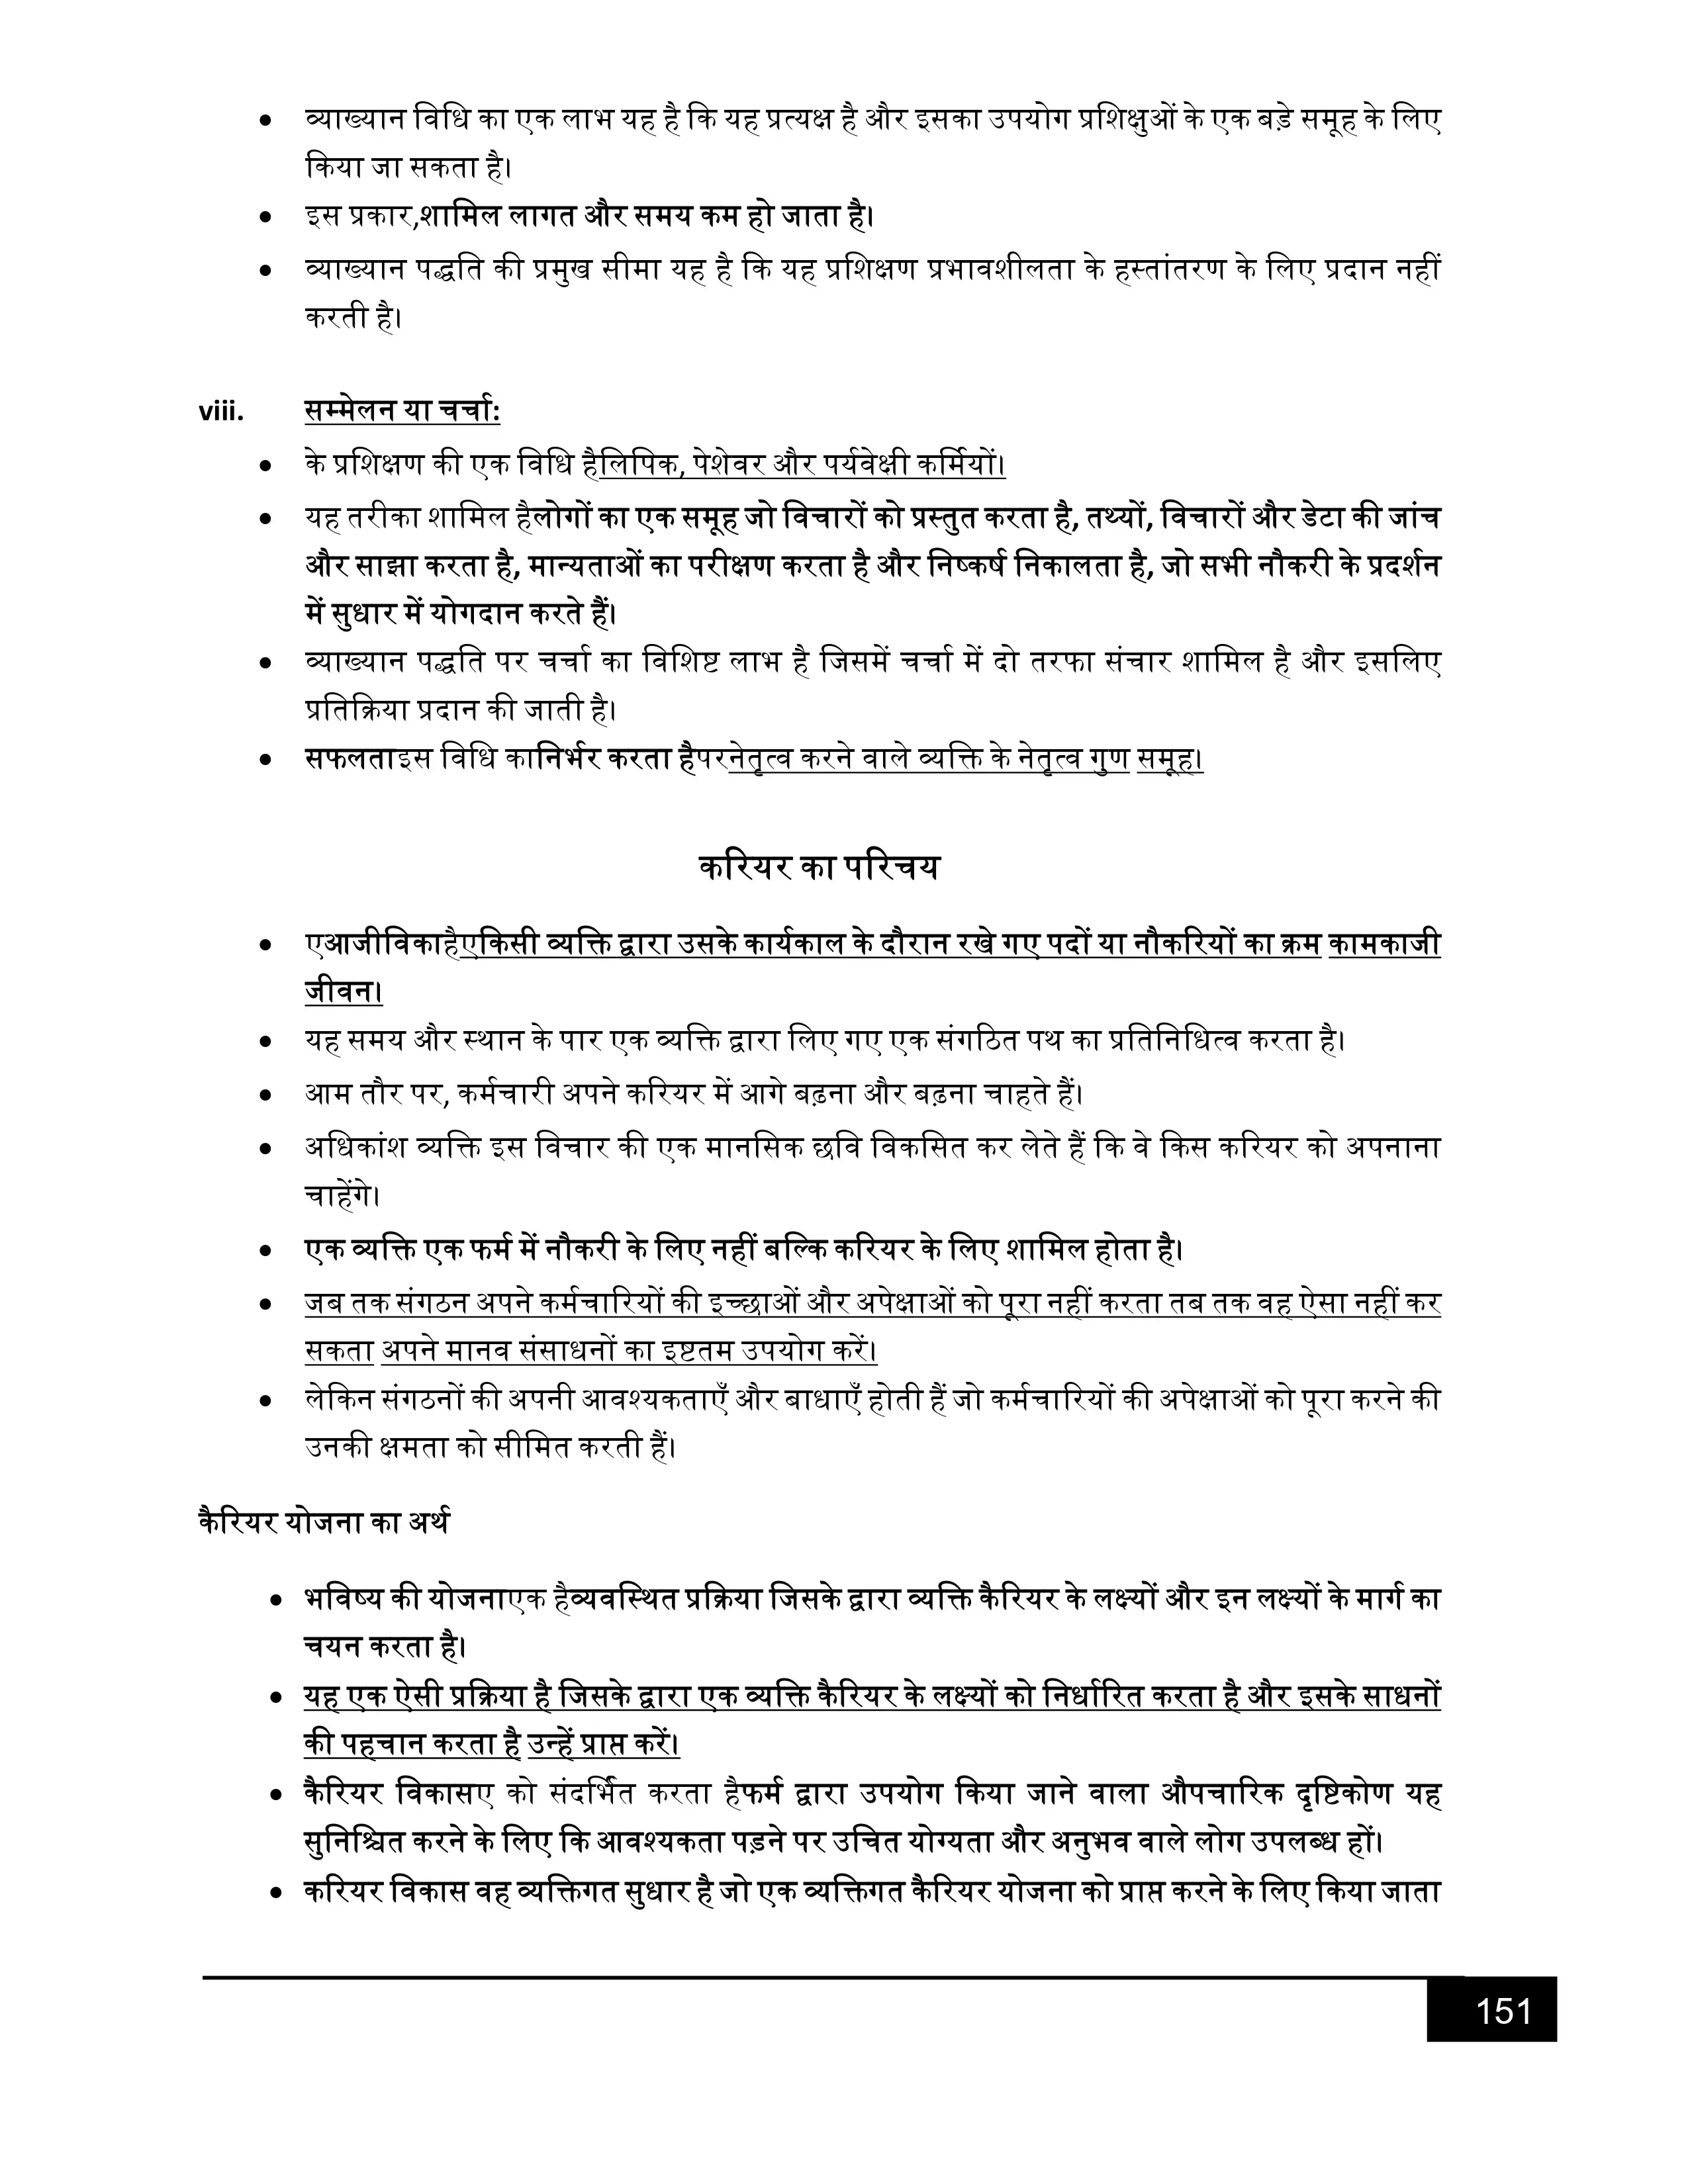 • व्याख्यान विधि का एक लाभ यह है कि यह प्रत्यक्ष है और इसका उपयोग प्रशिक्षुओं के एक बड़े समूह के लिए
किया जा सकता है।
• इस प्रकार,शामिल लागत और समय कम हो जाता है।
• व्याख्यान पद्धति की प्रमुख सीमा यह है कि यह प्रशिक्षण प्रभावशीलता के हस्तांतरण के लिए प्रदान नहीं
करती है।
viii. सम्मेलन या चर्चा:
• के प्रशिक्षण की एक विधि हैलिपिक, पेशेवर और पर्यवेक्षी कर्मियों।
• यह तरीका शामिल हैलोगों का एक समूह जो विचारों को प्रस्तुत करता है, तथ्यों, विचारों और डेटा की जांच
और साझा करता है, मान्यताओं का परीक्षण करता है और निष्कर्ष निकालता है, जो सभी नौकरी के प्रदर्शन
में सुधार में योगदान करते हैं।
• व्याख्यान पद्धति पर चर्चा का विशिष्ट लाभ है जिसमें चर्चा में दो तरफा संचार शामिल है और इसलिए
प्रतिक्रिया प्रदान की जाती है।
• सफलताइस विधि कानिर्भर करता हैपरनेतृत्व करने वाले व्यक्ति के नेतृत्व गुण समूह।
करियर का परिचय
• एआजीविकाहैएकिसी व्यक्ति द्वारा उसके कार्यकाल के दौरान रखे गए पदों या नौकरियों का क्रम कामकाजी
जीवन।
• यह समय और स्थान के पार एक व्यक्ति द्वारा लिए गए एक संगठित पथ का प्रतिनिधित्व करता है।
• आम तौर पर, कर्मचारी अपने करियर में आगे बढ़ना और बढ़ना चाहते हैं।
• अधिकांश व्यक्ति इस विचार की एक मानसिक छवि विकसित कर लेते हैं कि वे किस करियर को अपनाना
चाहेंगे।
• एक व्यक्ति एक फर्म में नौकरी के लिए नहीं बल्कि करियर के लिए शामिल होता है।
• जब तक संगठन अपने कर्मचारियों की इच्छाओं और अपेक्षाओं को पूरा नहीं करता तब तक वह ऐसा नहीं कर
सकता अपने मानव संसाधनों का इष्टतम उपयोग करें।
• लेकिन संगठनों की अपनी आवश्यकताएँ और बाधाएँ होती हैं जो कर्मचारियों की अपेक्षाओं को पूरा करने की
उनकी क्षमता को सीमित करती हैं।
कैरियर योजना का अर्थ
• भविष्य की योजनाएक हैव्यवस्थित प्रक्रिया जिसके द्वारा व्यक्ति कैरियर के लक्ष्यों और इन लक्ष्यों के मार्ग का
चयन करता है।
• यह एक ऐसी प्रक्रिया है जिसके द्वारा एक व्यक्ति कैरियर के लक्ष्यों को निर्धारित करता है और इसके साधनों
की पहचान करता है उन्हें प्राप्त करें।
• कैरियर विकासए को संदर्भित करता हैफर्म द्वारा उपयोग किया जाने वाला औपचारिक दृष्टिकोण यह
सुनिश्चित करने के लिए कि आवश्यकता पड़ने पर उचित योग्यता और अनुभव वाले लोग उपलब्ध हों।
• करियर विकास वह व्यक्तिगत सुधार है जो एक व्यक्तिगत कैरियर योजना को प्राप्त करने के लिए किया जाता
151